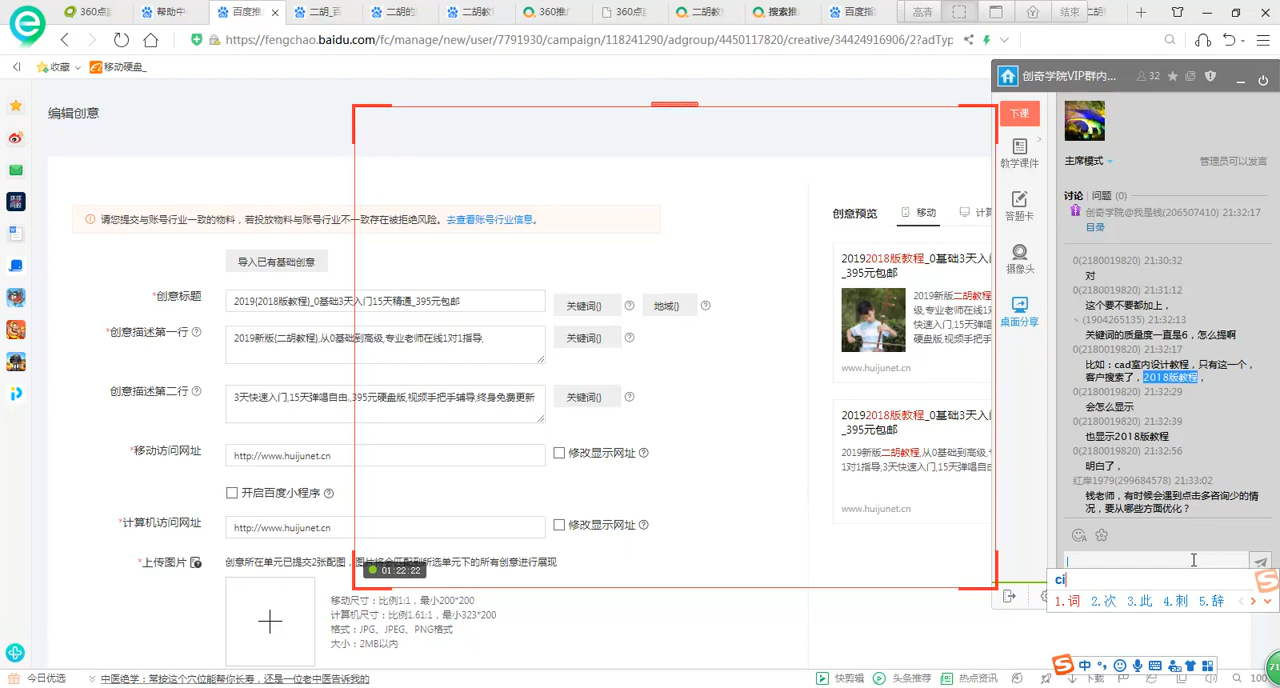 360点
帮助中
百度推
二胡_百
二胡的
二胡教
360推
360点
二胡教
搜索推
百度指
高清
结束
二胡
https://fengchao.baidu.com/fc/manage/new/user/7791930/campaign/118241290/adgroup/4450117820/creative/34424916906/2?adTyp
收藏
移动硬盘_
编辑创意
请您提交与账号行业一致的物料，若投放物料与账号行业不一致有被拒绝风险。去查看账号行业信息。
导入已有基础创意
*创意标题
2019{2018版教程}_0基础3天入门15天精通_395元包邮
关键词{}
地域{}
*创意描述第一行
2019新版{二胡教程},从0基础到高级,专业老师在线1对1指导,
关键词{}
创意描述第二行
3天快速入门,15天弹唱自由.,395元硬盘版,视频手把手辅导,终身免费更新
关键词{}
*移动访问网址
http://www.huijunet.cn
修改显示网址
开启百度小程序
*计算机访问网址
http://www.huijunet.cn
修改显示网址
*上传图片
创意所在单元已提交2张配图，图片将会匹配到所选单元下的所有创意进行展现
01:22:22
移动尺寸：比例1:1，最小200*200
计算机尺寸：比例1.61:1，最小323*200
格式：JPG、JPEG、PNG格式
大小：2MB以内
创意预览
移动
计算
20192018版教程_0基础3天入
_395元包邮
2019新版二胡教程
级,专业老师在线1
快速入门,15天弹唱
硬盘版,视频手把手
www.huijunet.cn
20192018版教程_0基础3天入
_395元包邮
2019新版二胡教程,从0基础到高级,专
1对1指导,3天快速入门,15天弹唱自由
www.huijunet.cn
创奇学院VIP群内...
32
下课
教学课件
答题卡
摄像头
桌面分享
主席模式
管理员可以发言
讨论
问题 (0)
创奇学院@我是钱(206507410) 21:32:17
目录
0(2180019820) 21:30:32
对
0(2180019820) 21:31:12
这个要不要都加上，
丶(1904265135) 21:32:13
关键词的质量度一直是6，怎么提啊
0(2180019820) 21:32:17
比如：cad室内设计教程，只有这一个，
客户搜索了，2018版教程，
0(2180019820) 21:32:29
会怎么显示
0(2180019820) 21:32:39
也显示2018版教程
0(2180019820) 21:32:56
明白了，
红岸1979(299684578) 21:33:02
钱老师，有时候会遇到点击多咨询少的情
况，要从哪些方面优化？
ci
1.词 2.次 3.此 4.刺 5.辞
中
今日优选
中医绝学：常按这个穴位能帮你长寿，还是一位老中医告诉我
快剪辑
头条推荐
热点资讯
下载
100
71